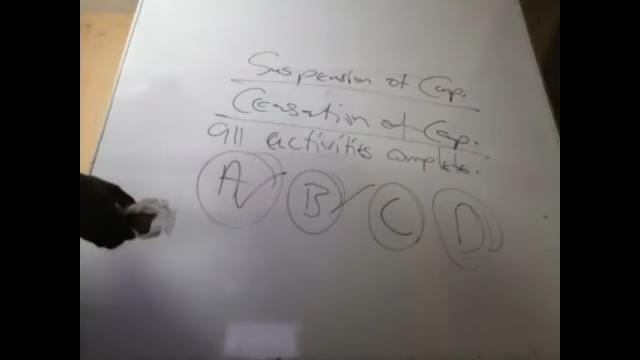 Suspension of Cap.
Cessation of Cap.
all activities complete.
A B C D